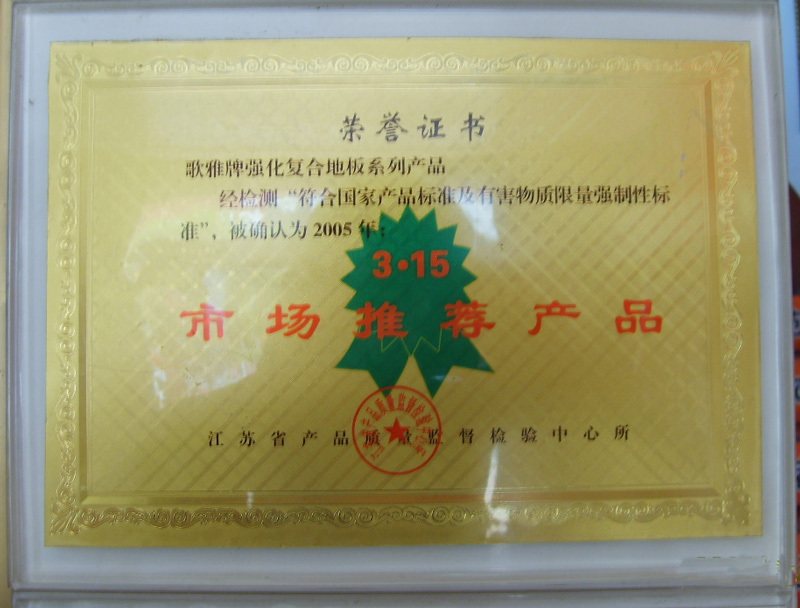 荣誉证书
歌雅牌强化复合地板系列产品
经检测“符合国家产品标准及有害物质限量强制性标
准”，被确认为2005年：
3·15
市场推荐产品
江苏省产品质量监督检验中心所